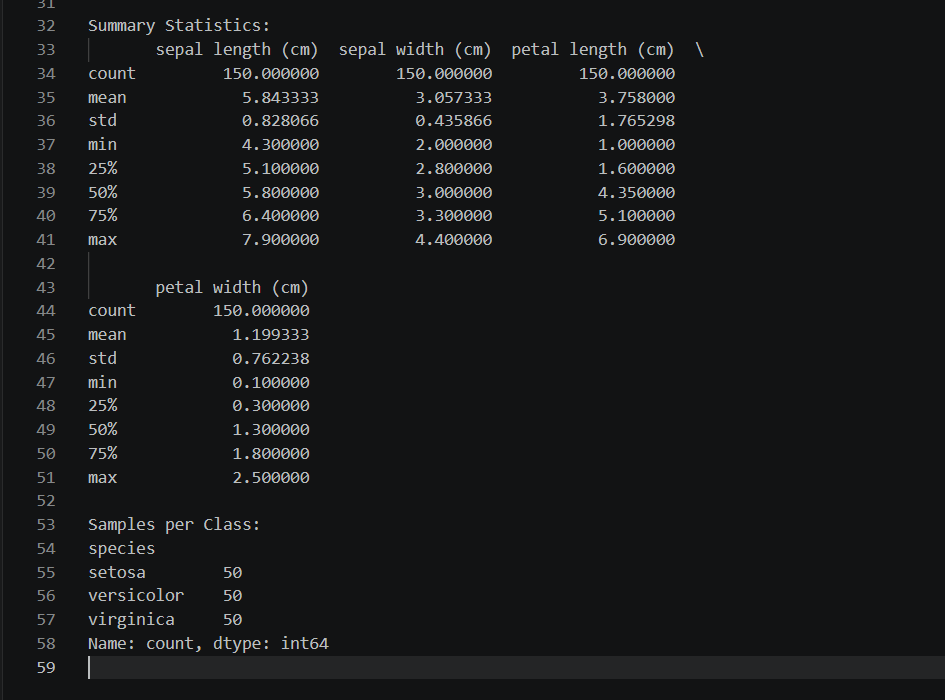 31
32 Summary Statistics:
33 sepal length (cm) sepal width (cm) petal length (cm) \
34 count 150.000000 150.000000 150.000000
35 mean 5.843333 3.057333 3.758000
36 std 0.828066 0.435866 1.765298
37 min 4.300000 2.000000 1.000000
38 25% 5.100000 2.800000 1.600000
39 50% 5.800000 3.000000 4.350000
40 75% 6.400000 3.300000 5.100000
41 max 7.900000 4.400000 6.900000
42
43 petal width (cm)
44 count 150.000000
45 mean 1.199333
46 std 0.762238
47 min 0.100000
48 25% 0.300000
49 50% 1.300000
50 75% 1.800000
51 max 2.500000
52
53 Samples per Class:
54 species
55 setosa 50
56 versicolor 50
57 virginica 50
58 Name: count, dtype: int64
59